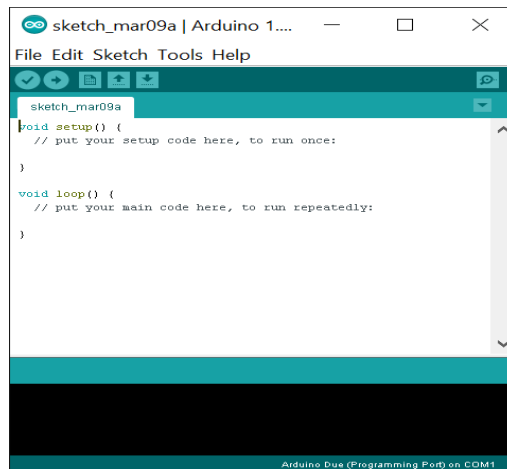 sketch_mar09a | Arduino 1....
File Edit Sketch Tools Help
sketch_mar09a
void setup() {
// put your setup code here, to run once:
}
void loop() {
// put your main code here, to run repeatedly:
}
Arduino Due (Programming Port) on COM1